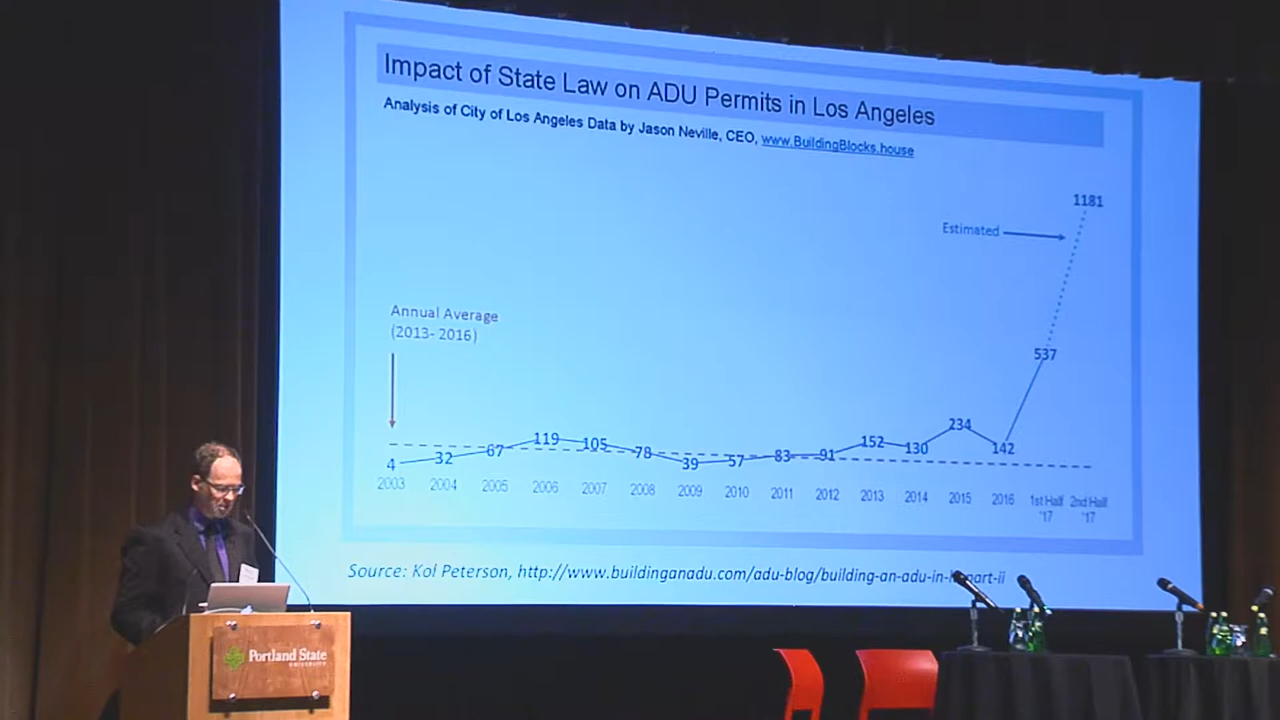 Impact of State Law on ADU Permits in Los Angeles
Analysis of City of Los Angeles Data by Jason Neville, CEO, www.BuildingBlocks.house
1181
Estimated
Annual Average
(2013- 2016)
537
4 32 67 119 105 78 39 57 83 91 152 130 234 142
2003 2004 2005 2006 2007 2008 2009 2010 2011 2012 2013 2014 2015 2016 1st Half '17 2nd Half '17
Source: Kol Peterson, http://www.buildinganadu.com/adu-blog/building-an-adu-in-
part-ii
Portland State
UNIVERSITY